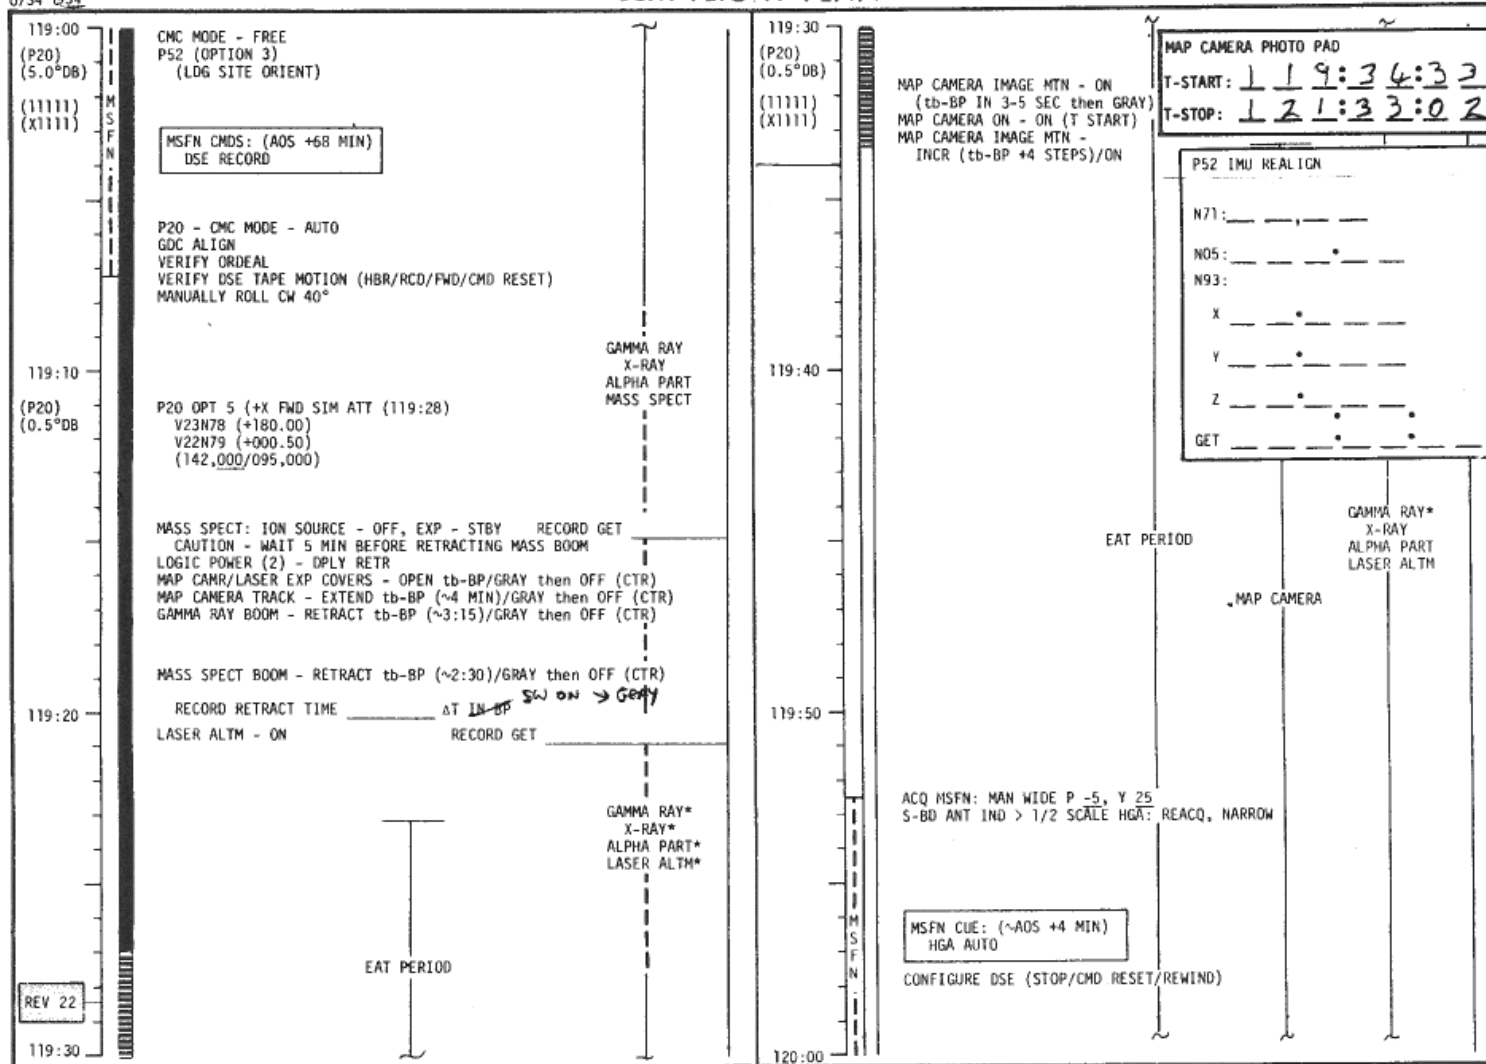 119:00
(P20)
(5.0°DB)
(11111)
(X1111)
MSFN
CMC MODE - FREE
P52 (OPTION 3)
(LDG SITE ORIENT)
MSFN CMDS: (AOS +68 MIN)
DSE RECORD
P20 - CMC MODE - AUTO
GDC ALIGN
VERIFY ORDEAL
VERIFY DSE TAPE MOTION (HBR/RCD/FWD/CMD RESET)
MANUALLY ROLL CW 40°
GAMMA RAY
X-RAY
ALPHA PART
MASS SPECT
119:10
(P20)
(0.5°DB
P20 OPT 5 (+X FWD SIM ATT (119:28)
V23N78 (+180.00)
V22N79 (+000.50)
(142,000/095,000)
MASS SPECT: ION SOURCE - OFF, EXP - STBY RECORD GET
CAUTION - WAIT 5 MIN BEFORE RETRACTING MASS BOOM
LOGIC POWER (2) - DPLY RETR
MAP CAMR/LASER EXP COVERS - OPEN tb-BP/GRAY then OFF (CTR)
MAP CAMERA TRACK - EXTEND tb-BP (~4 MIN)/GRAY then OFF (CTR)
GAMMA RAY BOOM - RETRACT tb-BP (~3:15)/GRAY then OFF (CTR)
MASS SPECT BOOM - RETRACT tb-BP (~2:30)/GRAY then OFF (CTR)
SW ON → GRAY
119:20
RECORD RETRACT TIME ΔT IN BP
LASER ALTM - ON RECORD GET
GAMMA RAY*
X-RAY*
ALPHA PART*
LASER ALTM*
EAT PERIOD
REV 22
119:30
119:30
(P20)
(0.5°DB)
(11111)
(X1111)
MAP CAMERA IMAGE MTN - ON
(tb-BP IN 3-5 SEC then GRAY)
MAP CAMERA ON - ON (T START)
MAP CAMERA IMAGE MTN -
INCR (tb-BP +4 STEPS)/ON
MAP CAMERA PHOTO PAD
T-START: 1 1 9:3 4:3 3
T-STOP: 1 2 1:3 3:0 2
P52 IMU REALIGN
N71: ,
N05: .
N93:
X .
Y .
Z .
GET : :
119:40
EAT PERIOD
GAMMA RAY*
X-RAY
ALPHA PART
LASER ALTM
MAP CAMERA
119:50
ACQ MSFN: MAN WIDE P -5, Y 25
S-BD ANT IND > 1/2 SCALE HGA: REACQ, NARROW
MSFN
MSFN CUE: (~AOS +4 MIN)
HGA AUTO
CONFIGURE DSE (STOP/CMD RESET/REWIND)
120:00